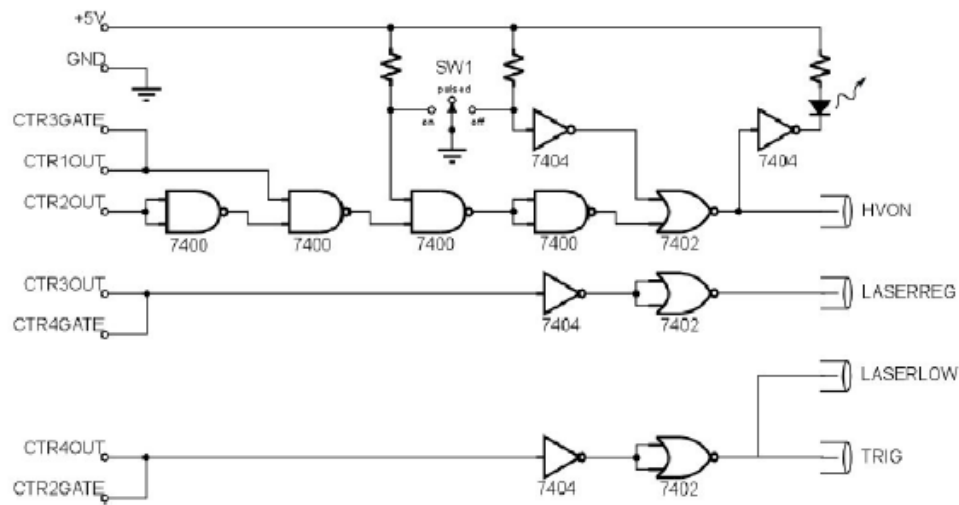 +5V
GND
SW1
pulsed
on
off
CTR3GATE
7404
7404
CTR1OUT
CTR2OUT
HVON
7400
7400
7400
7400
7402
CTR3OUT
LASERREG
CTR4GATE
7404
7402
LASERLOW
CTR4OUT
TRIG
CTR2GATE
7404
7402